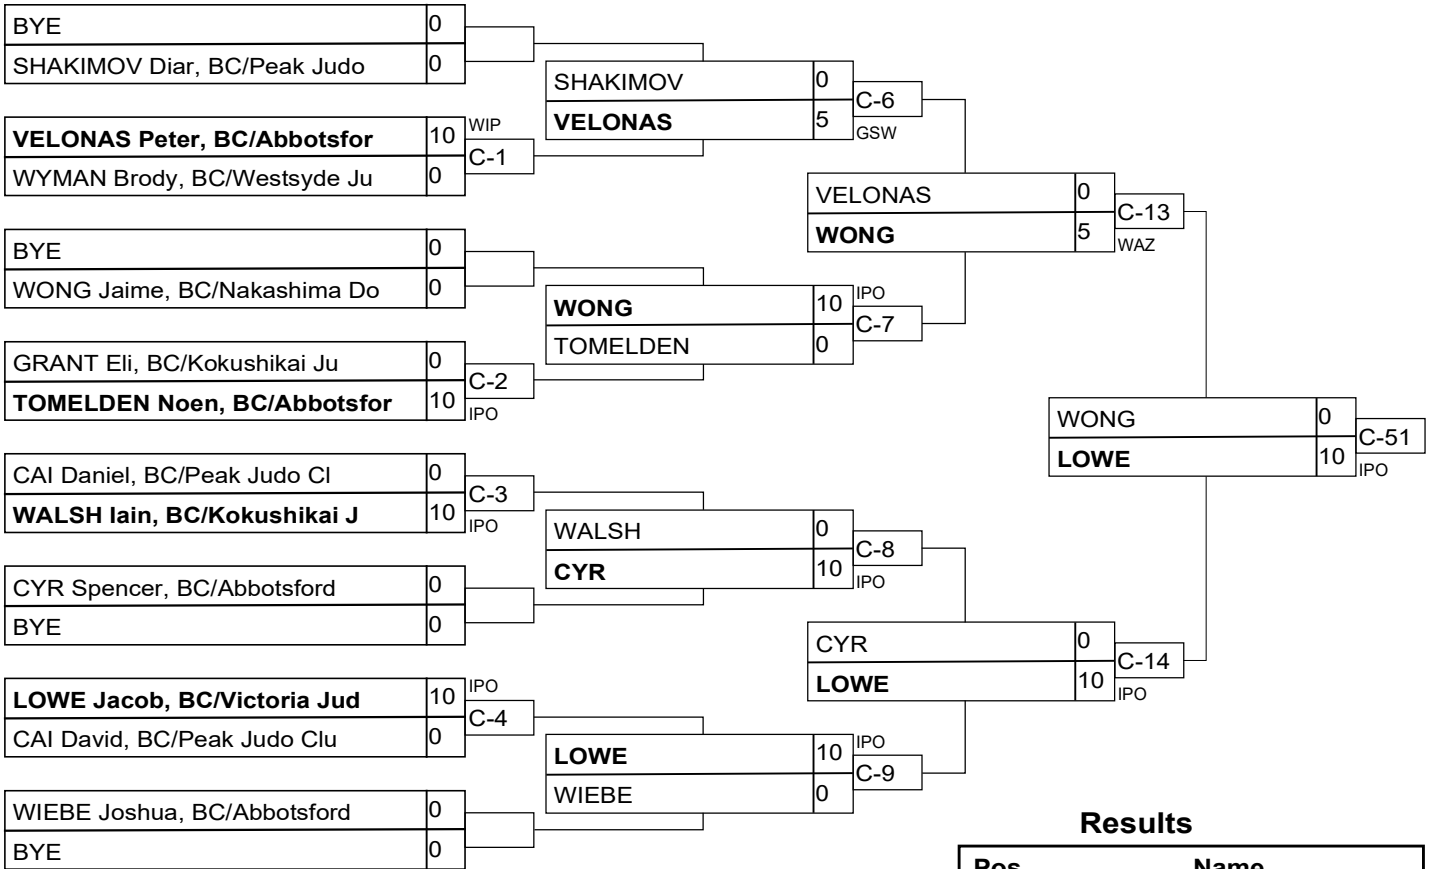 BYE 0
SHAKIMOV Diar, BC/Peak Judo 0
VELONAS Peter, BC/Abbotsfor 10 WIP
C-1
WYMAN Brody, BC/Westsyde Ju 0
BYE 0
WONG Jaime, BC/Nakashima Do 0
GRANT Eli, BC/Kokushikai Ju 0
C-2
TOMELDEN Noen, BC/Abbotsfor 10 IPO
CAI Daniel, BC/Peak Judo Cl 0
C-3
WALSH Iain, BC/Kokushikai J 10 IPO
CYR Spencer, BC/Abbotsford 0
BYE 0
LOWE Jacob, BC/Victoria Jud 10 IPO
C-4
CAI David, BC/Peak Judo Clu 0
WIEBE Joshua, BC/Abbotsford 0
BYE 0
SHAKIMOV 0
C-6
VELONAS 5 GSW
WONG 10 IPO
C-7
TOMELDEN 0
WALSH 0
C-8
CYR 10 IPO
LOWE 10 IPO
C-9
WIEBE 0
VELONAS 0
C-13
WONG 5 WAZ
CYR 0
C-14
LOWE 10 IPO
WONG 0
C-51
LOWE 10 IPO
Results
Pos Name